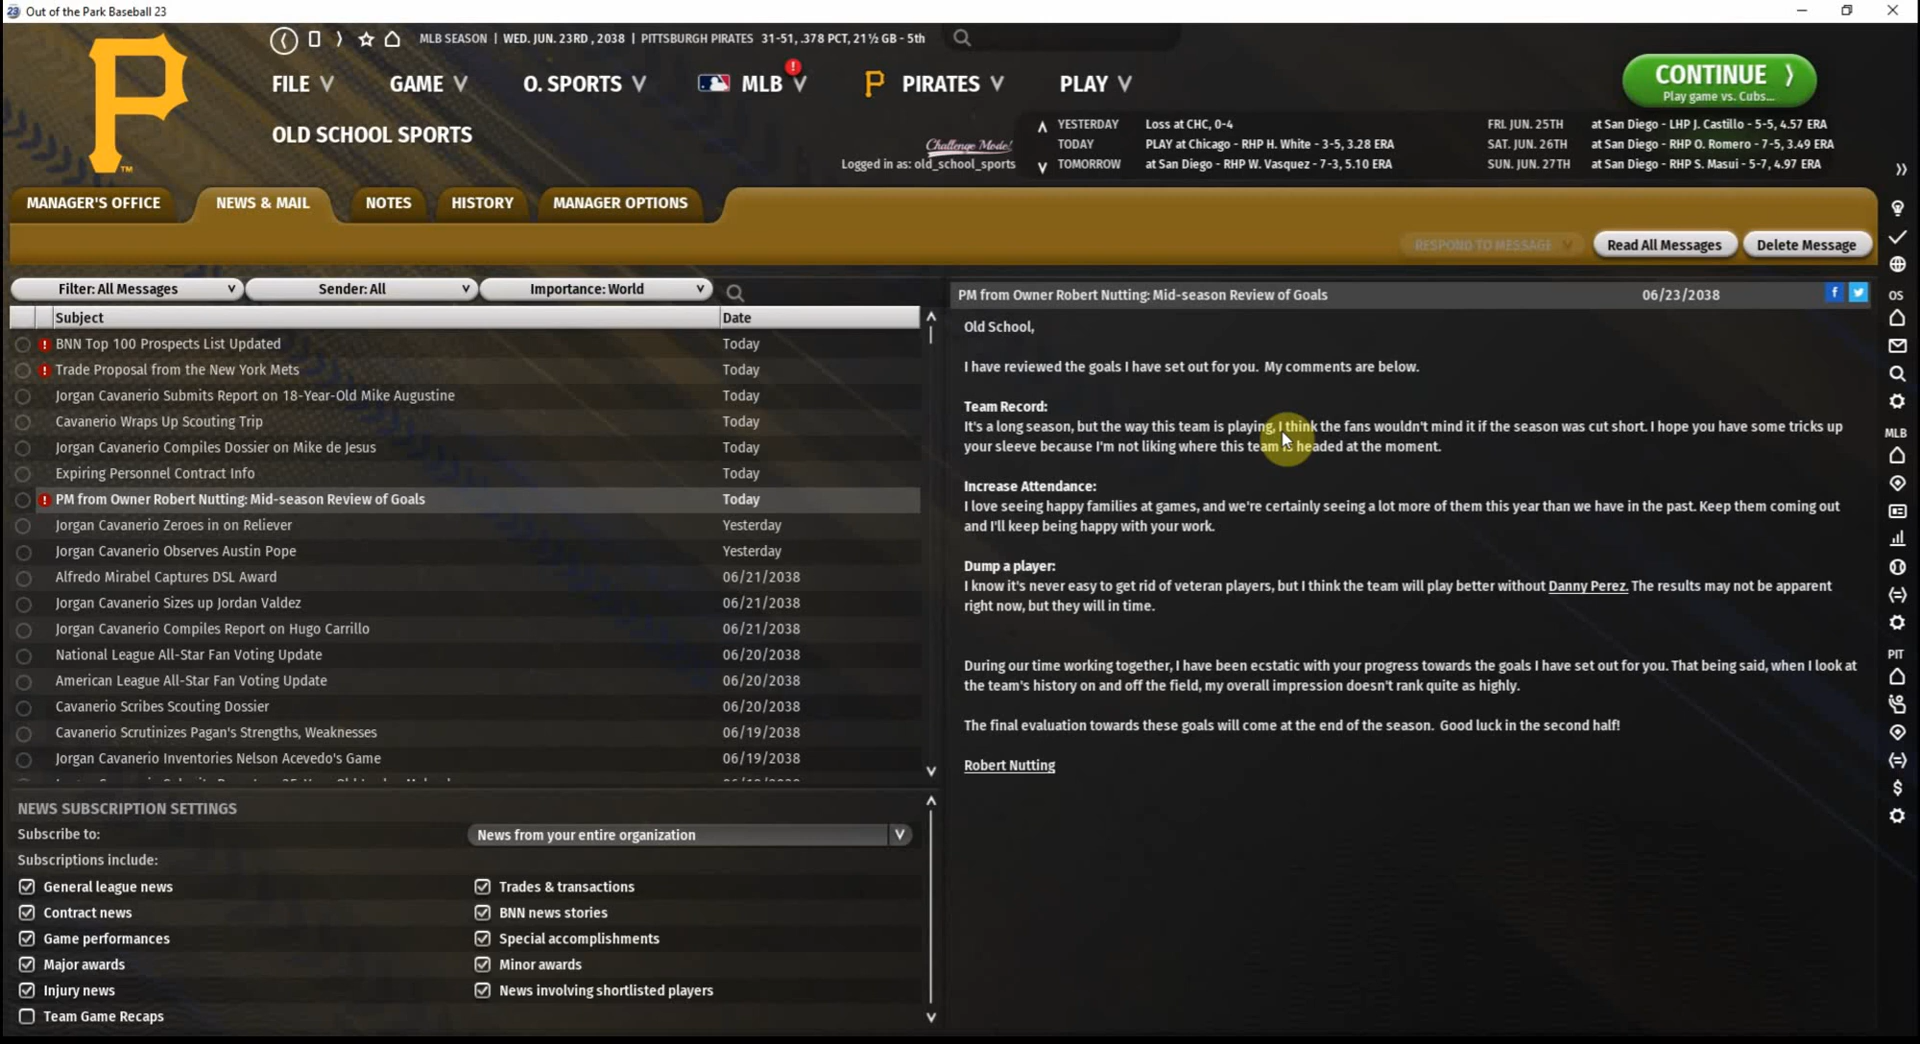 23 Out of the Park Baseball 23
MLB SEASON | WED. JUN. 23RD , 2038 | PITTSBURGH PIRATES 31-51, .378 PCT, 21½ GB - 5th
FILE GAME O. SPORTS MLB PIRATES PLAY
CONTINUE
Play game vs. Cubs...
OLD SCHOOL SPORTS
Challenge Mode!
Logged in as: old_school_sports
YESTERDAY Loss at CHC, 0-4
TODAY PLAY at Chicago - RHP H. White - 3-5, 3.28 ERA
TOMORROW at San Diego - RHP W. Vasquez - 7-3, 5.10 ERA
FRI. JUN. 25TH at San Diego - LHP J. Castillo - 5-5, 4.57 ERA
SAT. JUN. 26TH at San Diego - RHP O. Romero - 7-5, 3.49 ERA
SUN. JUN. 27TH at San Diego - RHP S. Masui - 5-7, 4.97 ERA
P
TM
MANAGER'S OFFICE NEWS & MAIL NOTES HISTORY MANAGER OPTIONS
RESPOND TO MESSAGE Read All Messages Delete Message
Filter: All Messages Sender: All Importance: World
Subject Date
BNN Top 100 Prospects List Updated Today
Trade Proposal from the New York Mets Today
Jorgan Cavanerio Submits Report on 18-Year-Old Mike Augustine Today
Cavanerio Wraps Up Scouting Trip Today
Jorgan Cavanerio Compiles Dossier on Mike de Jesus Today
Expiring Personnel Contract Info Today
PM from Owner Robert Nutting: Mid-season Review of Goals Today
Jorgan Cavanerio Zeroes in on Reliever Yesterday
Jorgan Cavanerio Observes Austin Pope Yesterday
Alfredo Mirabel Captures DSL Award 06/21/2038
Jorgan Cavanerio Sizes up Jordan Valdez 06/21/2038
Jorgan Cavanerio Compiles Report on Hugo Carrillo 06/21/2038
National League All-Star Fan Voting Update 06/20/2038
American League All-Star Fan Voting Update 06/20/2038
Cavanerio Scribes Scouting Dossier 06/20/2038
Cavanerio Scrutinizes Pagan's Strengths, Weaknesses 06/19/2038
Jorgan Cavanerio Inventories Nelson Acevedo's Game 06/19/2038
NEWS SUBSCRIPTION SETTINGS
Subscribe to: News from your entire organization
Subscriptions include:
General league news Trades & transactions
Contract news BNN news stories
Game performances Special accomplishments
Major awards Minor awards
Injury news News involving shortlisted players
Team Game Recaps
PM from Owner Robert Nutting: Mid-season Review of Goals 06/23/2038
Old School,
I have reviewed the goals I have set out for you. My comments are below.
Team Record:
It's a long season, but the way this team is playing, I think the fans wouldn't mind it if the season was cut short. I hope you have some tricks up
your sleeve because I'm not liking where this team is headed at the moment.
Increase Attendance:
I love seeing happy families at games, and we're certainly seeing a lot more of them this year than we have in the past. Keep them coming out
and I'll keep being happy with your work.
Dump a player:
I know it's never easy to get rid of veteran players, but I think the team will play better without Danny Perez. The results may not be apparent
right now, but they will in time.
During our time working together, I have been ecstatic with your progress towards the goals I have set out for you. That being said, when I look at
the team's history on and off the field, my overall impression doesn't rank quite as highly.
The final evaluation towards these goals will come at the end of the season. Good luck in the second half!
Robert Nutting
OS
MLB
PIT